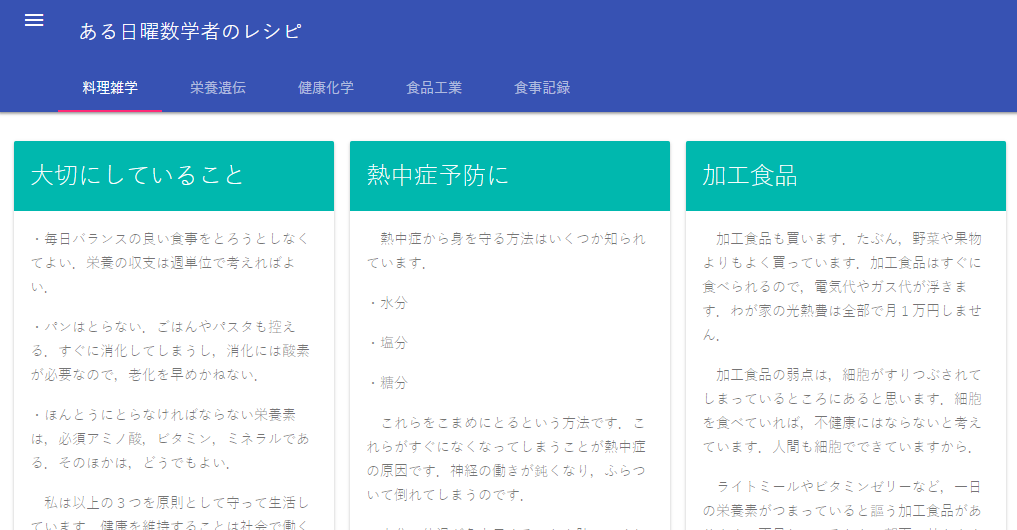 ある日曜数学者のレシピ
料理雑学 栄養遺伝 健康化学 食品工業 食事記録
大切にしていること
・毎日バランスの良い食事をとろうとしなく
てよい．栄養の収支は週単位で考えればよ
い．
・パンはとらない．ごはんやパスタも控え
る．すぐに消化してしまうし，消化には酸素
が必要なので，老化を早めかねない．
・ほんとうにとらなければならない栄養素
は，必須アミノ酸，ビタミン，ミネラルであ
る．そのほかは，どうでもよい．
　私は以上の３つを原則として守って生活し
ています．健康を維持することは社会で働く
熱中症予防に
　熱中症から身を守る方法はいくつか知られ
ています．
・水分
・塩分
・糖分
　これらをこまめにとるという方法です．こ
れらがすぐになくなってしまうことが熱中症
の原因です．神経の働きが鈍くなり，ふらつ
いて倒れてしまうのです．
加工食品
　加工食品も買います．たぶん，野菜や果物
よりもよく買っています．加工食品はすぐに
食べられるので，電気代やガス代が浮きま
す．わが家の光熱費は全部で月１万円しませ
ん．
　加工食品の弱点は，細胞がすりつぶされて
しまっているところにあると思います．細胞
を食べていれば，不健康にはならないと考え
ています．人間も細胞でできていますから．
　ライトミールやビタミンゼリーなど，一日
の栄養素がつまっていると謳う加工食品があ